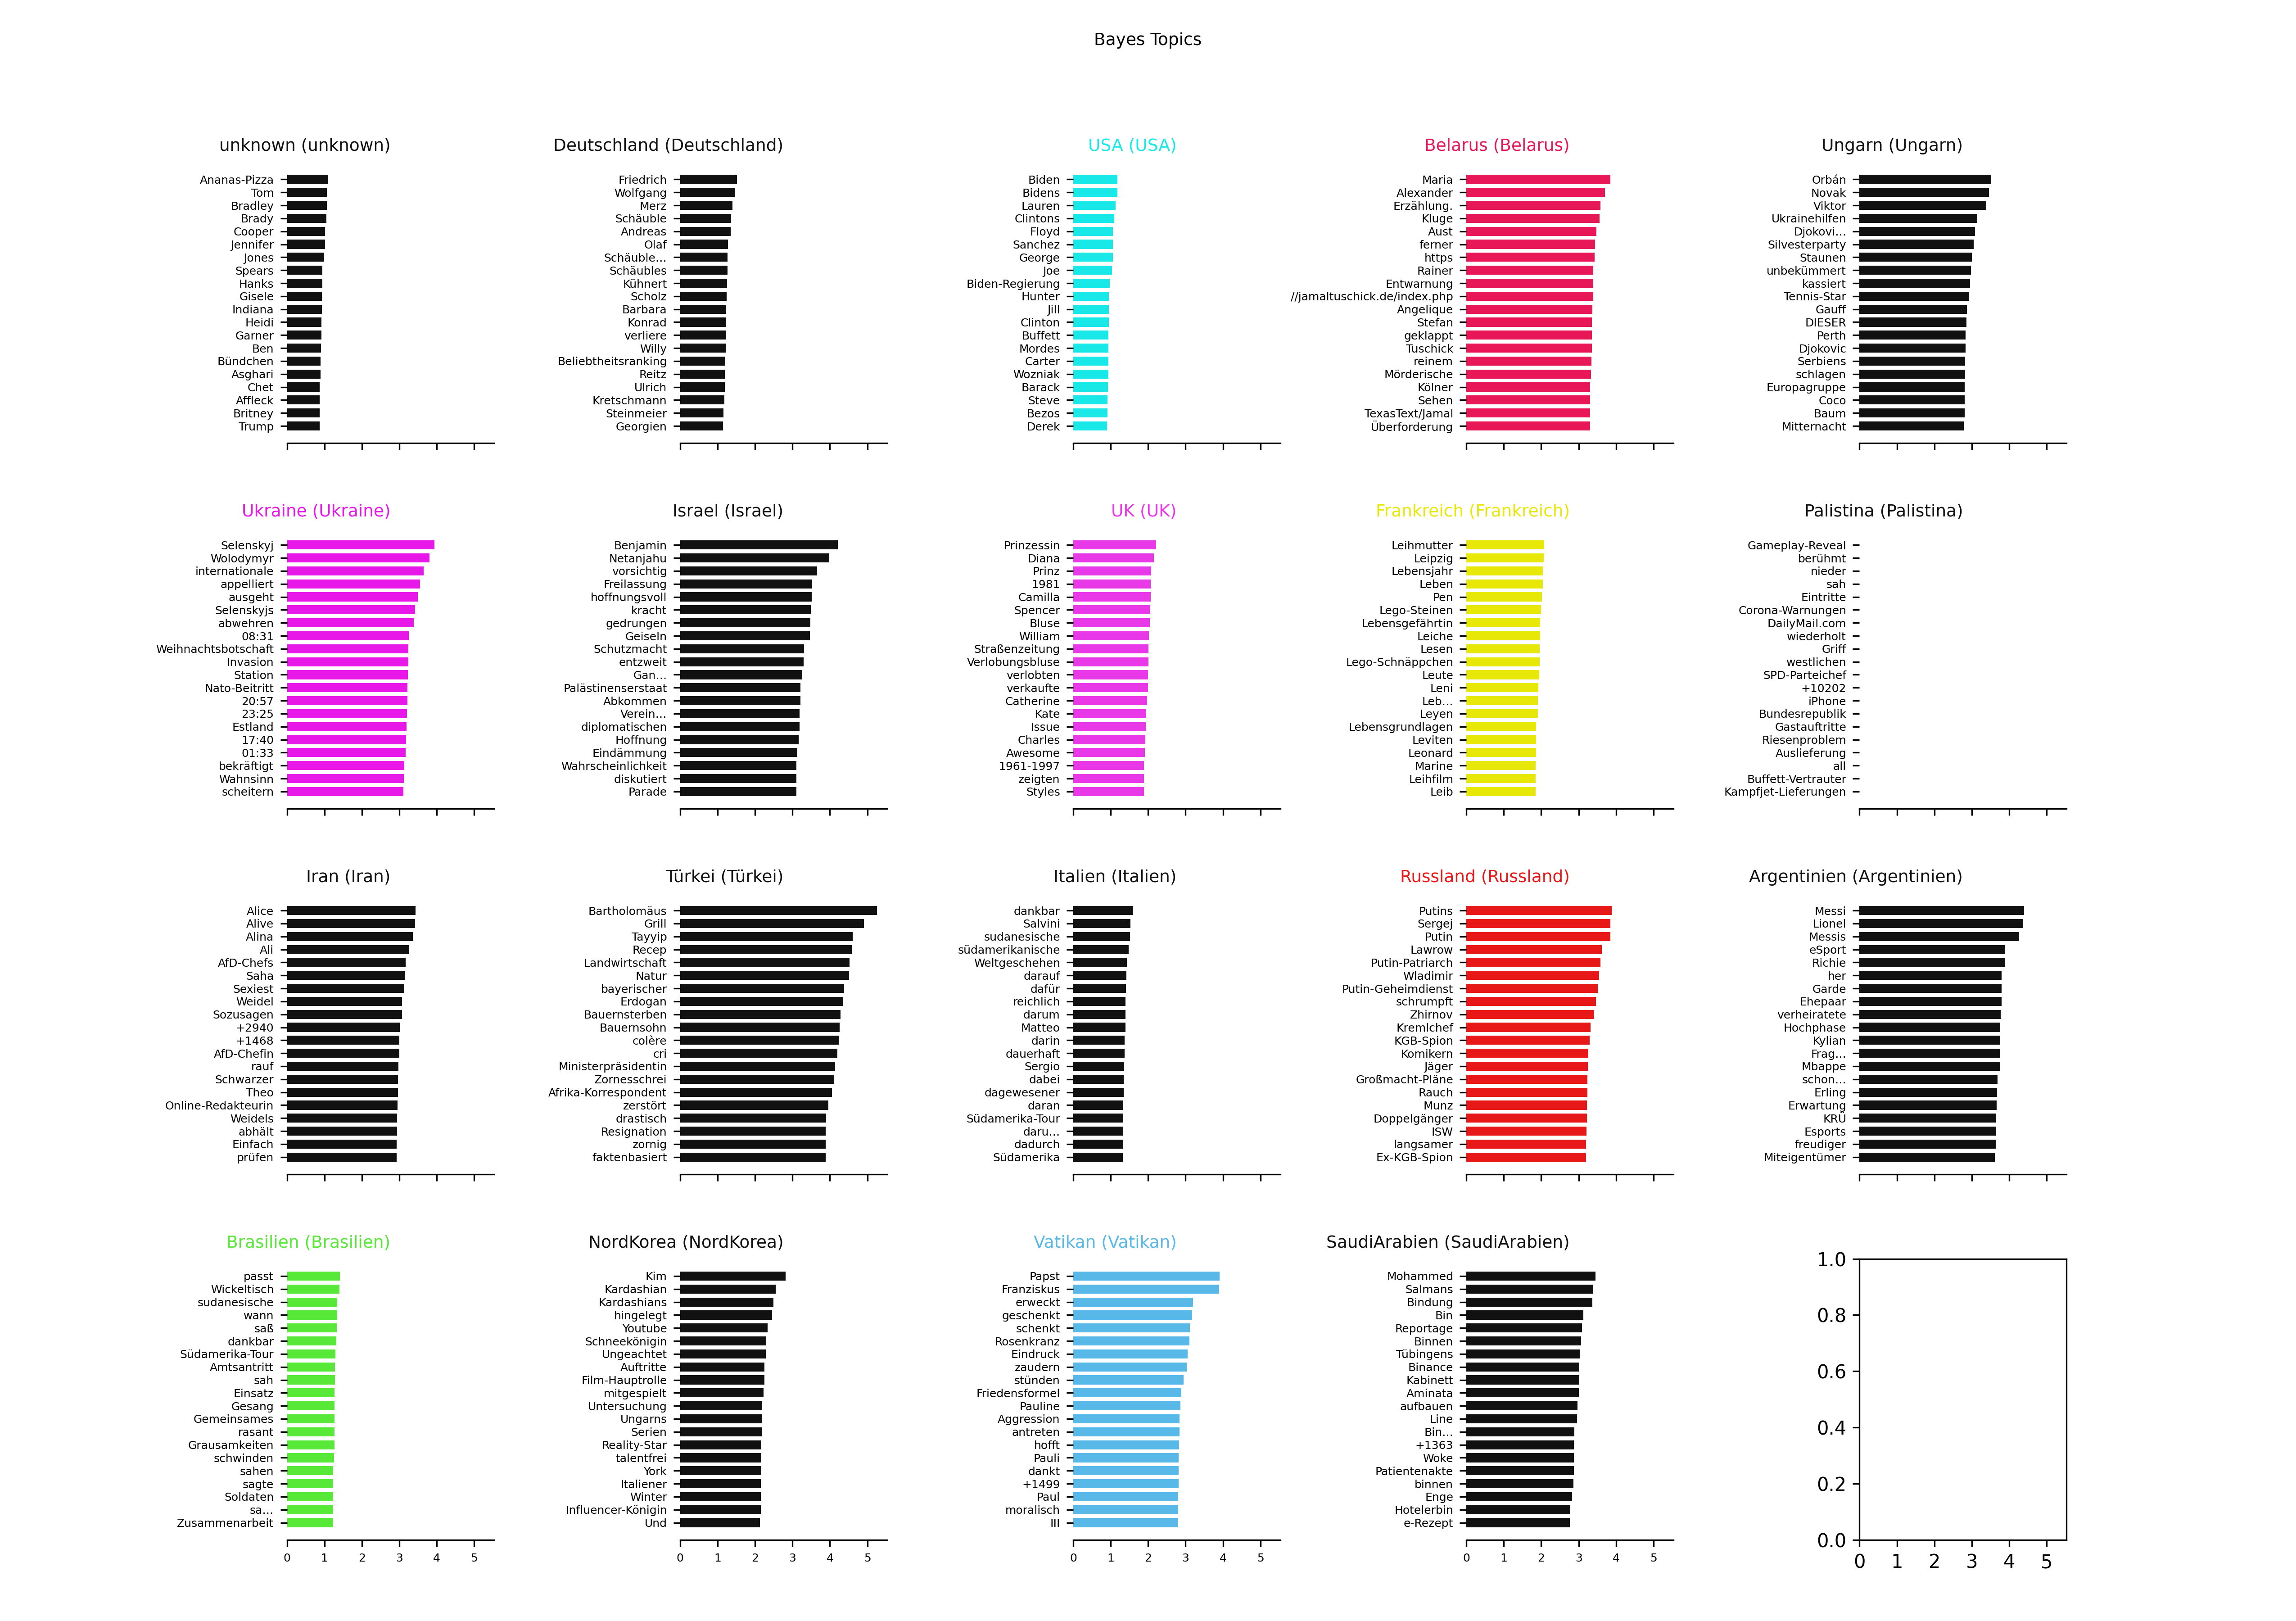 Bayes Topics
unknown (unknown)
Ananas-Pizza
Tom
Bradley
Brady
Cooper
Jennifer
Jones
Spears
Hanks
Gisele
Indiana
Heidi
Garner
Ben
Bündchen
Asghari
Chet
Affleck
Britney
Trump
Deutschland (Deutschland)
Friedrich
Wolfgang
Merz
Schäuble
Andreas
Olaf
Schäuble…
Schäubles
Kühnert
Scholz
Barbara
Konrad
verliere
Willy
Beliebtheitsranking
Reitz
Ulrich
Kretschmann
Steinmeier
Georgien
USA (USA)
Biden
Bidens
Lauren
Clintons
Floyd
Sanchez
George
Joe
Biden-Regierung
Hunter
Jill
Clinton
Buffett
Mordes
Carter
Wozniak
Barack
Steve
Bezos
Derek
Belarus (Belarus)
Maria
Alexander
Erzählung.
Kluge
Aust
ferner
https
Rainer
Entwarnung
//jamaltuschick.de/index.php
Angelique
Stefan
geklappt
Tuschick
reinem
Mörderische
Kölner
Sehen
TexasText/Jamal
Überforderung
Ungarn (Ungarn)
Orbán
Novak
Viktor
Ukrainehilfen
Djokovi…
Silvesterparty
Staunen
unbekümmert
kassiert
Tennis-Star
Gauff
DIESER
Perth
Djokovic
Serbiens
schlagen
Europagruppe
Coco
Baum
Mitternacht
Ukraine (Ukraine)
Selenskyj
Wolodymyr
internationale
appelliert
ausgeht
Selenskyjs
abwehren
08:31
Weihnachtsbotschaft
Invasion
Station
Nato-Beitritt
20:57
23:25
Estland
17:40
01:33
bekräftigt
Wahnsinn
scheitern
Israel (Israel)
Benjamin
Netanjahu
vorsichtig
Freilassung
hoffnungsvoll
kracht
gedrungen
Geiseln
Schutzmacht
entzweit
Gan…
Palästinenserstaat
Abkommen
Verein…
diplomatischen
Hoffnung
Eindämmung
Wahrscheinlichkeit
diskutiert
Parade
UK (UK)
Prinzessin
Diana
Prinz
1981
Camilla
Spencer
Bluse
William
Straßenzeitung
Verlobungsbluse
verlobten
verkaufte
Catherine
Kate
Issue
Charles
Awesome
1961-1997
zeigten
Styles
Frankreich (Frankreich)
Leihmutter
Leipzig
Lebensjahr
Leben
Pen
Lego-Steinen
Lebensgefährtin
Leiche
Lesen
Lego-Schnäppchen
Leute
Leni
Leb…
Leyen
Lebensgrundlagen
Leviten
Leonard
Marine
Leihfilm
Leib
Palistina (Palistina)
Gameplay-Reveal
berühmt
nieder
sah
Eintritte
Corona-Warnungen
DailyMail.com
wiederholt
Griff
westlichen
SPD-Parteichef
+10202
iPhone
Bundesrepublik
Gastauftritte
Riesenproblem
Auslieferung
all
Buffett-Vertrauter
Kampfjet-Lieferungen
Iran (Iran)
Alice
Alive
Alina
Ali
AfD-Chefs
Saha
Sexiest
Weidel
Sozusagen
+2940
+1468
AfD-Chefin
rauf
Schwarzer
Theo
Online-Redakteurin
Weidels
abhält
Einfach
prüfen
Türkei (Türkei)
Bartholomäus
Grill
Tayyip
Recep
Landwirtschaft
Natur
bayerischer
Erdogan
Bauernsterben
Bauernsohn
colère
cri
Ministerpräsidentin
Zornesschrei
Afrika-Korrespondent
zerstört
drastisch
Resignation
zornig
faktenbasiert
Italien (Italien)
dankbar
Salvini
sudanesische
südamerikanische
Weltgeschehen
darauf
dafür
reichlich
darum
Matteo
darin
dauerhaft
Sergio
dabei
dagewesener
daran
Südamerika-Tour
daru…
dadurch
Südamerika
Russland (Russland)
Putins
Sergej
Putin
Lawrow
Putin-Patriarch
Wladimir
Putin-Geheimdienst
schrumpft
Zhirnov
Kremlchef
KGB-Spion
Komikern
Jäger
Großmacht-Pläne
Rauch
Munz
Doppelgänger
ISW
langsamer
Ex-KGB-Spion
Argentinien (Argentinien)
Messi
Lionel
Messis
eSport
Richie
her
Garde
Ehepaar
verheiratete
Hochphase
Kylian
Frag…
Mbappe
schon…
Erling
Erwartung
KRÜ
Esports
freudiger
Miteigentümer
Brasilien (Brasilien)
passt
Wickeltisch
sudanesische
wann
saß
dankbar
Südamerika-Tour
Amtsantritt
sah
Einsatz
Gesang
Gemeinsames
rasant
Grausamkeiten
schwinden
sahen
sagte
Soldaten
sa…
Zusammenarbeit
0 1 2 3 4 5
NordKorea (NordKorea)
Kim
Kardashian
Kardashians
hingelegt
Youtube
Schneekönigin
Ungeachtet
Auftritte
Film-Hauptrolle
mitgespielt
Untersuchung
Ungarns
Serien
Reality-Star
talentfrei
York
Italiener
Winter
Influencer-Königin
Und
0 1 2 3 4 5
Vatikan (Vatikan)
Papst
Franziskus
erweckt
geschenkt
schenkt
Rosenkranz
Eindruck
zaudern
stünden
Friedensformel
Pauline
Aggression
antreten
hofft
Pauli
dankt
+1499
Paul
moralisch
III
0 1 2 3 4 5
SaudiArabien (SaudiArabien)
Mohammed
Salmans
Bindung
Bin
Reportage
Binnen
Tübingens
Binance
Kabinett
Aminata
aufbauen
Line
Bin…
+1363
Woke
Patientenakte
binnen
Enge
Hotelerbin
e-Rezept
0 1 2 3 4 5
1.0
0.8
0.6
0.4
0.2
0.0
0 1 2 3 4 5